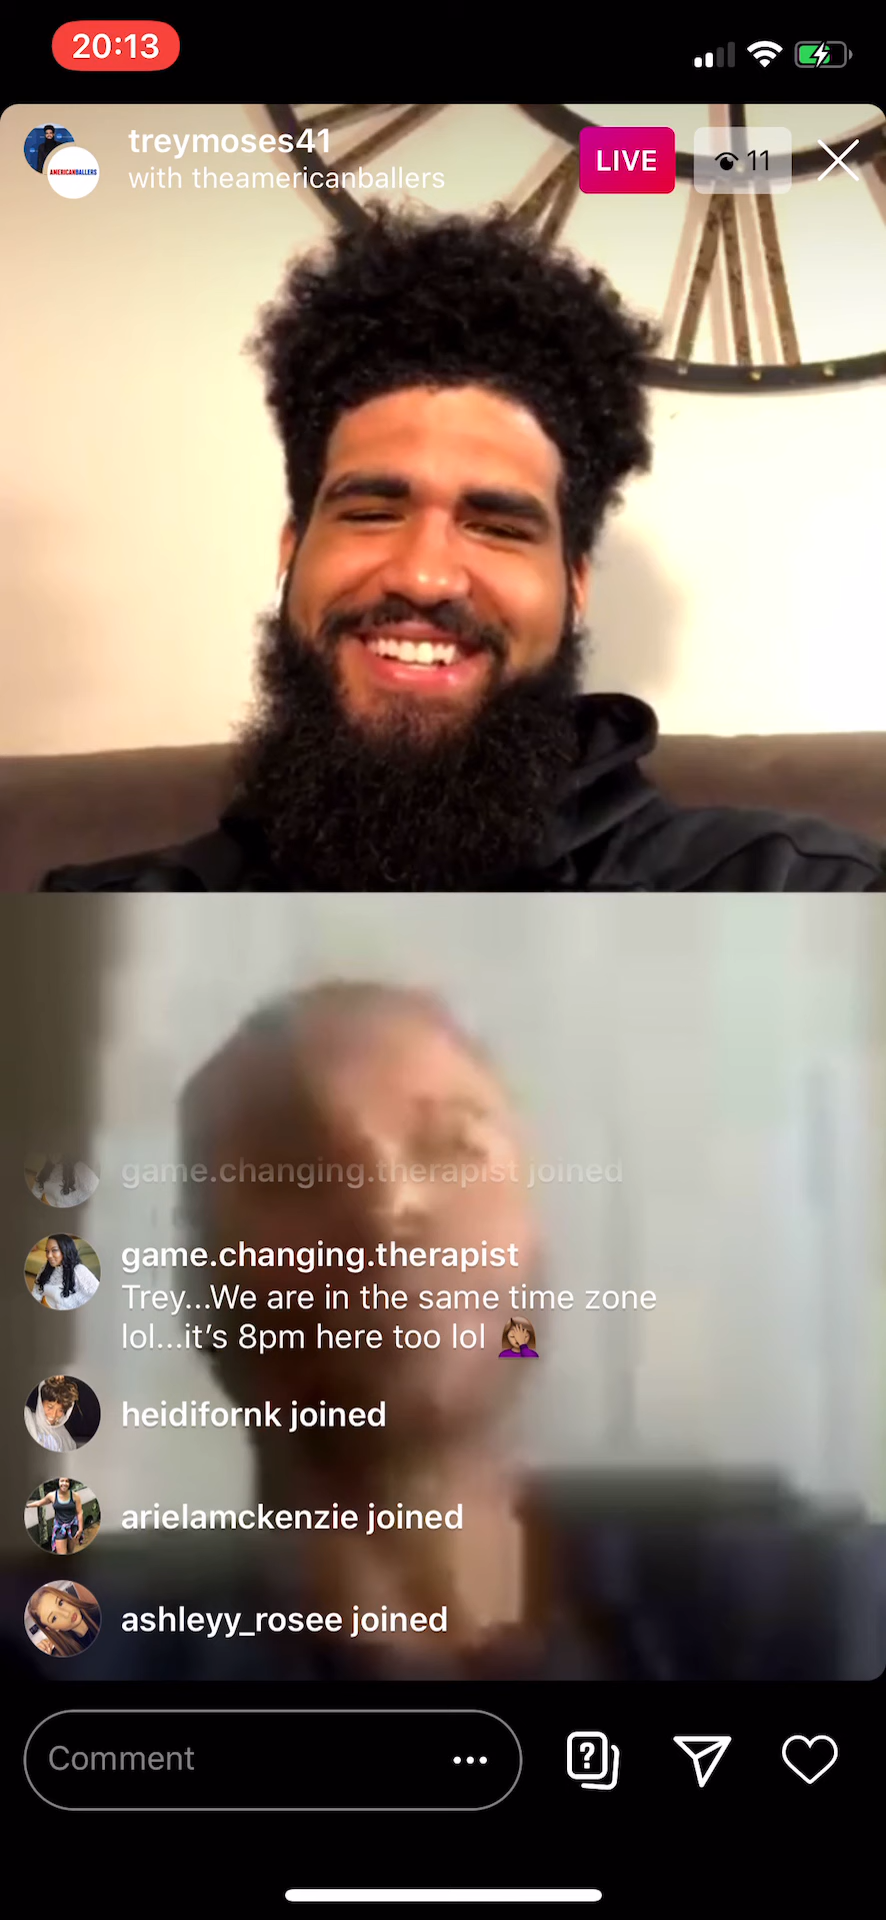 20:13
treymoses41
with theamericanballers
LIVE
11
AMERICANBALLERS
game.changing.therapist joined
game.changing.therapist
Trey...We are in the same time zone
lol...it's 8pm here too lol 🤦🏽‍♀️
heidifornk joined
arielamckenzie joined
ashleyy_rosee joined
Comment
?